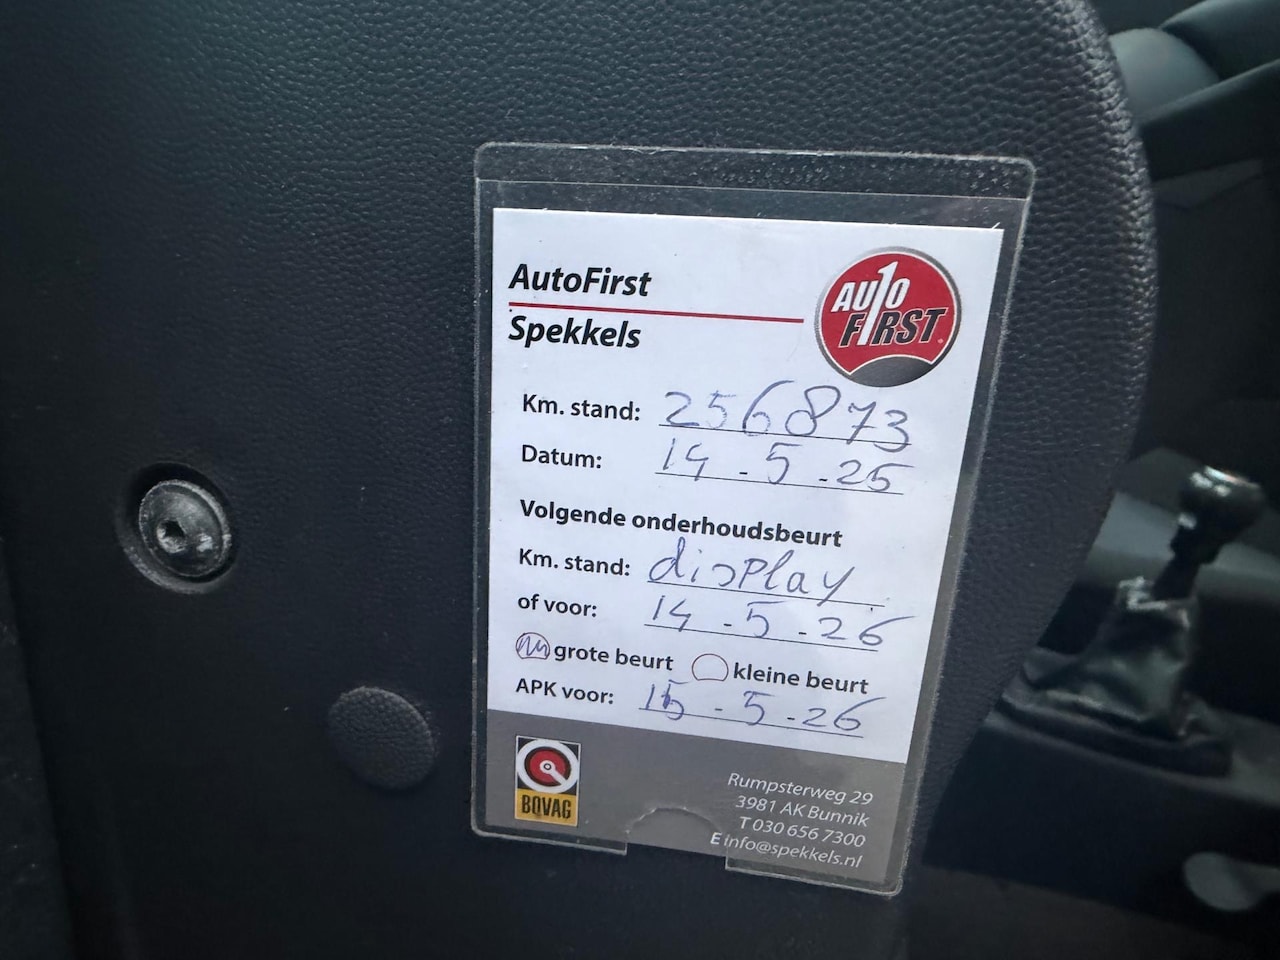 AutoFirst
Spekkels
AUTO
F1RST
Km. stand: 256873
Datum: 14.5.25
Volgende onderhoudsbeurt
Km. stand: display
of voor: 14.5.26
grote beurt kleine beurt
APK voor: 15.5.26
BOVAG
Rumpsterweg 29
3981 AK Bunnik
T 030 656 7300
E info@spekkels.nl